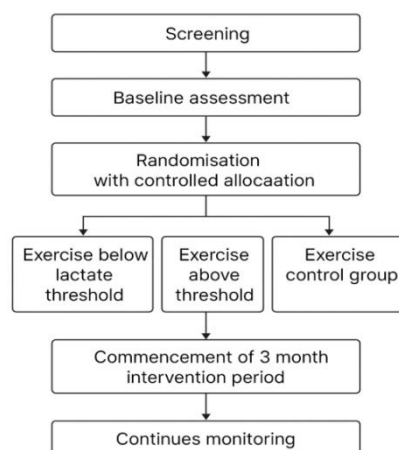 Screening
Baseline assessment
Randomisation
with controlled allocaation
Exercise below
lactate
threshold
Exercise
above
threshold
Exercise
control group
Commencement of 3 month
intervention period
Continues monitoring